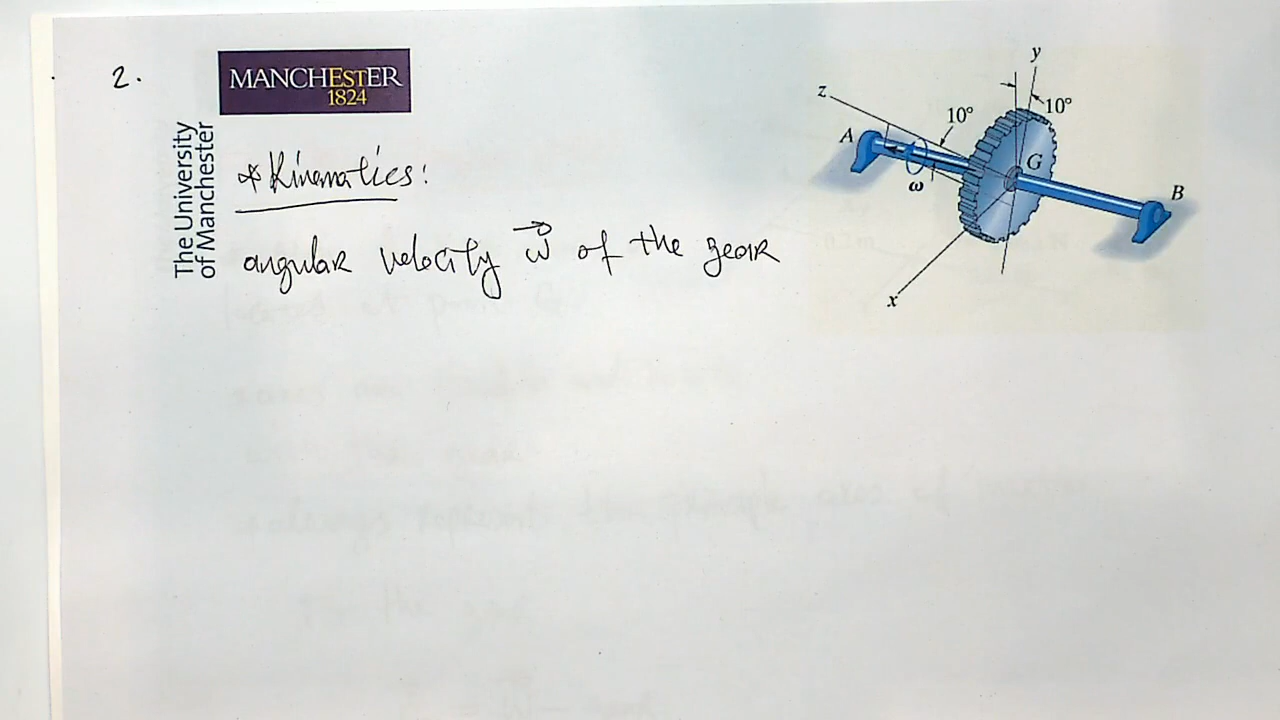 2.
MANCHESTER
1824
The University
of Manchester
* Kinematics:
angular velocity ω⃗ of the gear
y
z
10°
10°
A
G
ω
B
x